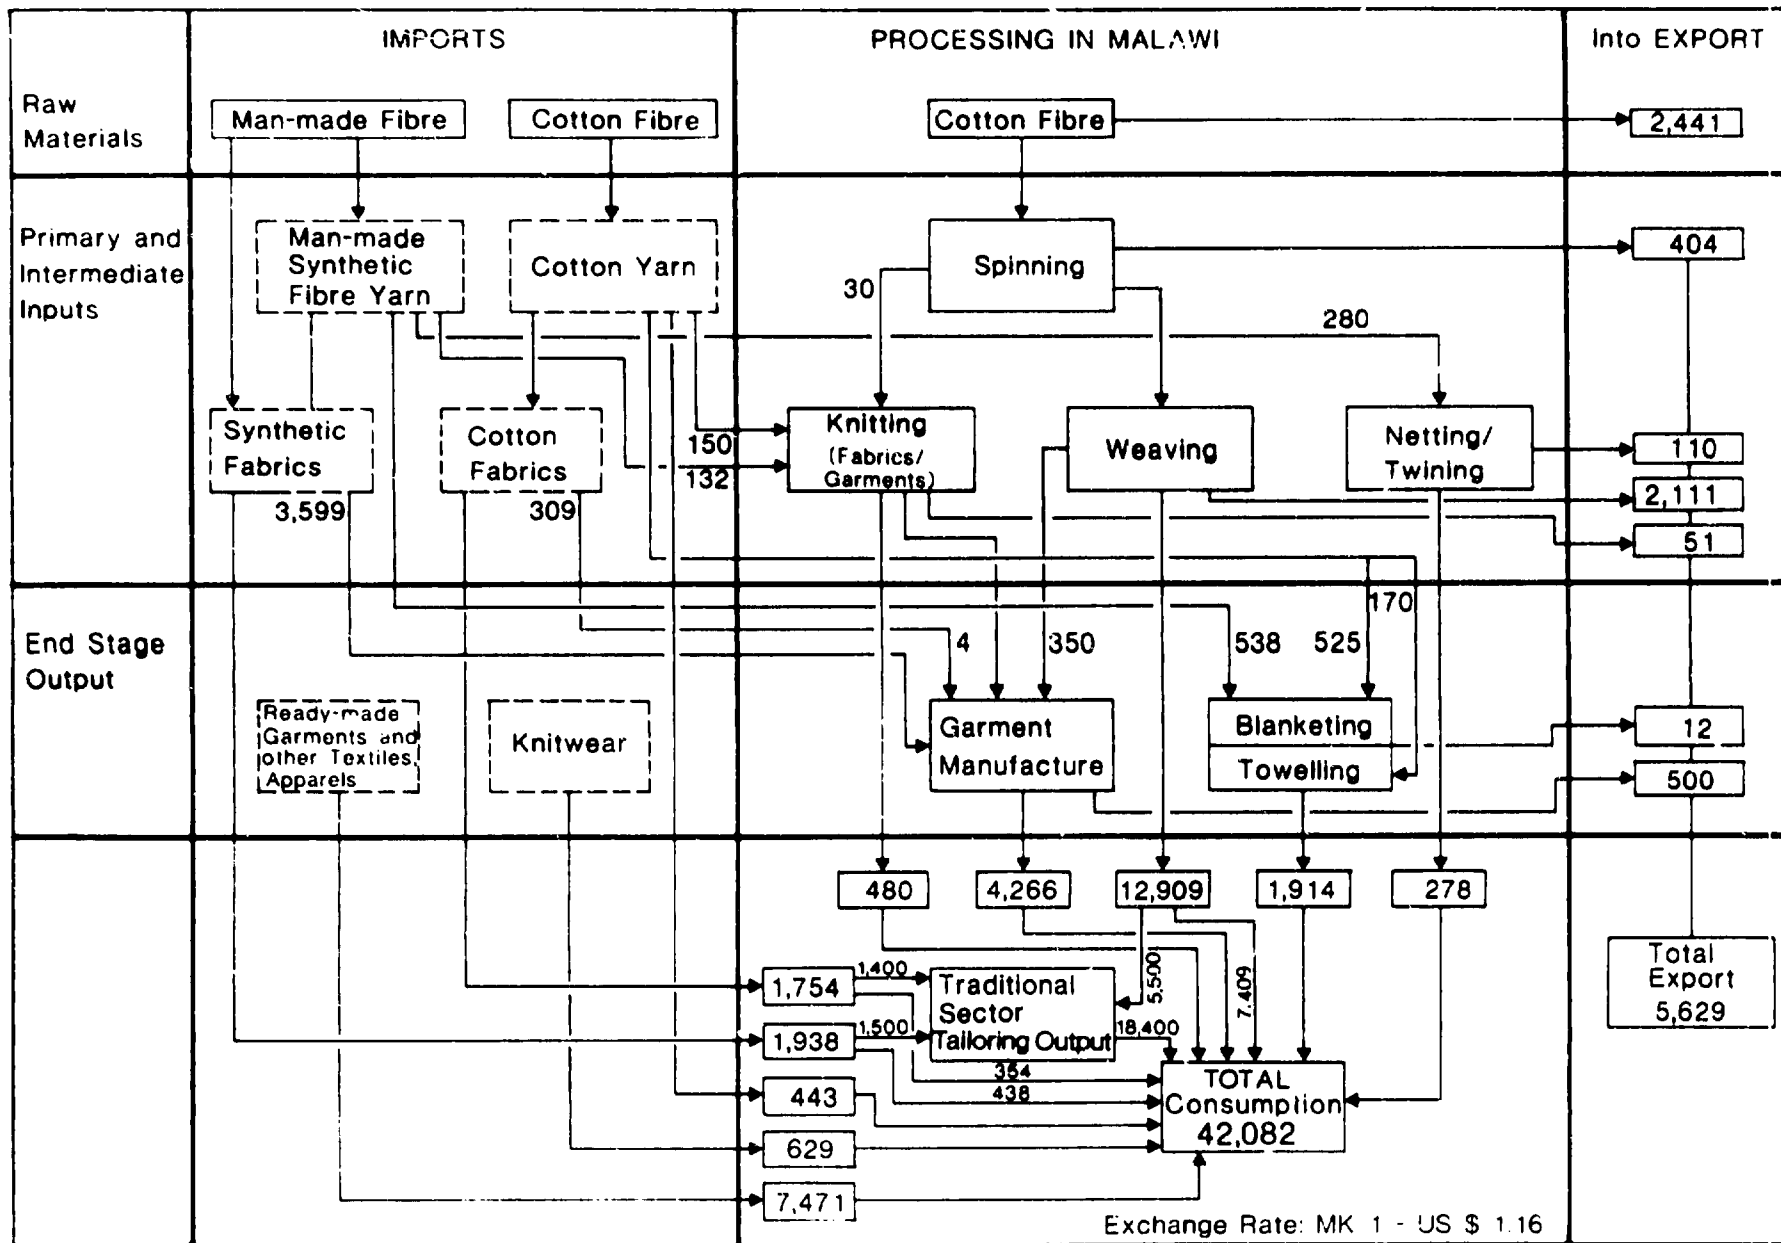 IMPORTS
PROCESSING IN MALAWI
Into EXPORT
Raw
Materials
Man-made Fibre
Cotton Fibre
Cotton Fibre
2,441
Primary and
Intermediate
Inputs
Man-made
Synthetic
Fibre Yarn
Cotton Yarn
Spinning
404
30
280
Synthetic
Fabrics
Cotton
Fabrics
150
132
Knitting
(Fabrics/
Garments)
Weaving
Netting/
Twining
110
2,111
51
3,599
309
170
End Stage
Output
4
350
538
525
Ready-made
Garments and
other Textiles,
Apparels
Knitwear
Garment
Manufacture
Blanketing
Towelling
12
500
480
4,266
12,909
1,914
278
1,754
1,400
Traditional
Sector
Tailoring Output
5,500
7,409
1,938
1,500
18,400
354
438
443
629
7,471
TOTAL
Consumption
42,082
Total
Export
5,629
Exchange Rate: MK 1 - US $ 1.16